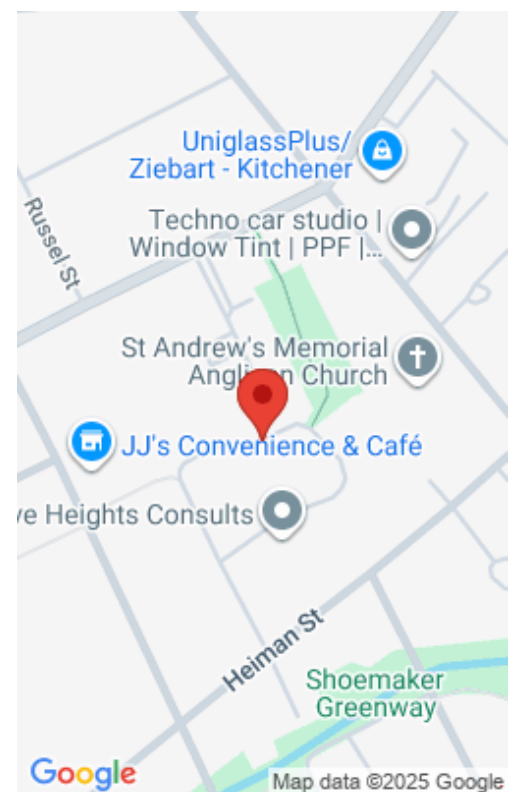 UniglassPlus/
Ziebart - Kitchener
Russel St
Techno car studio |
Window Tint | PPF |...
St Andrew's Memorial
Anglican Church
JJ's Convenience & Café
ve Heights Consults
Heiman St
Shoemaker
Greenway
Google
Map data ©2025 Google